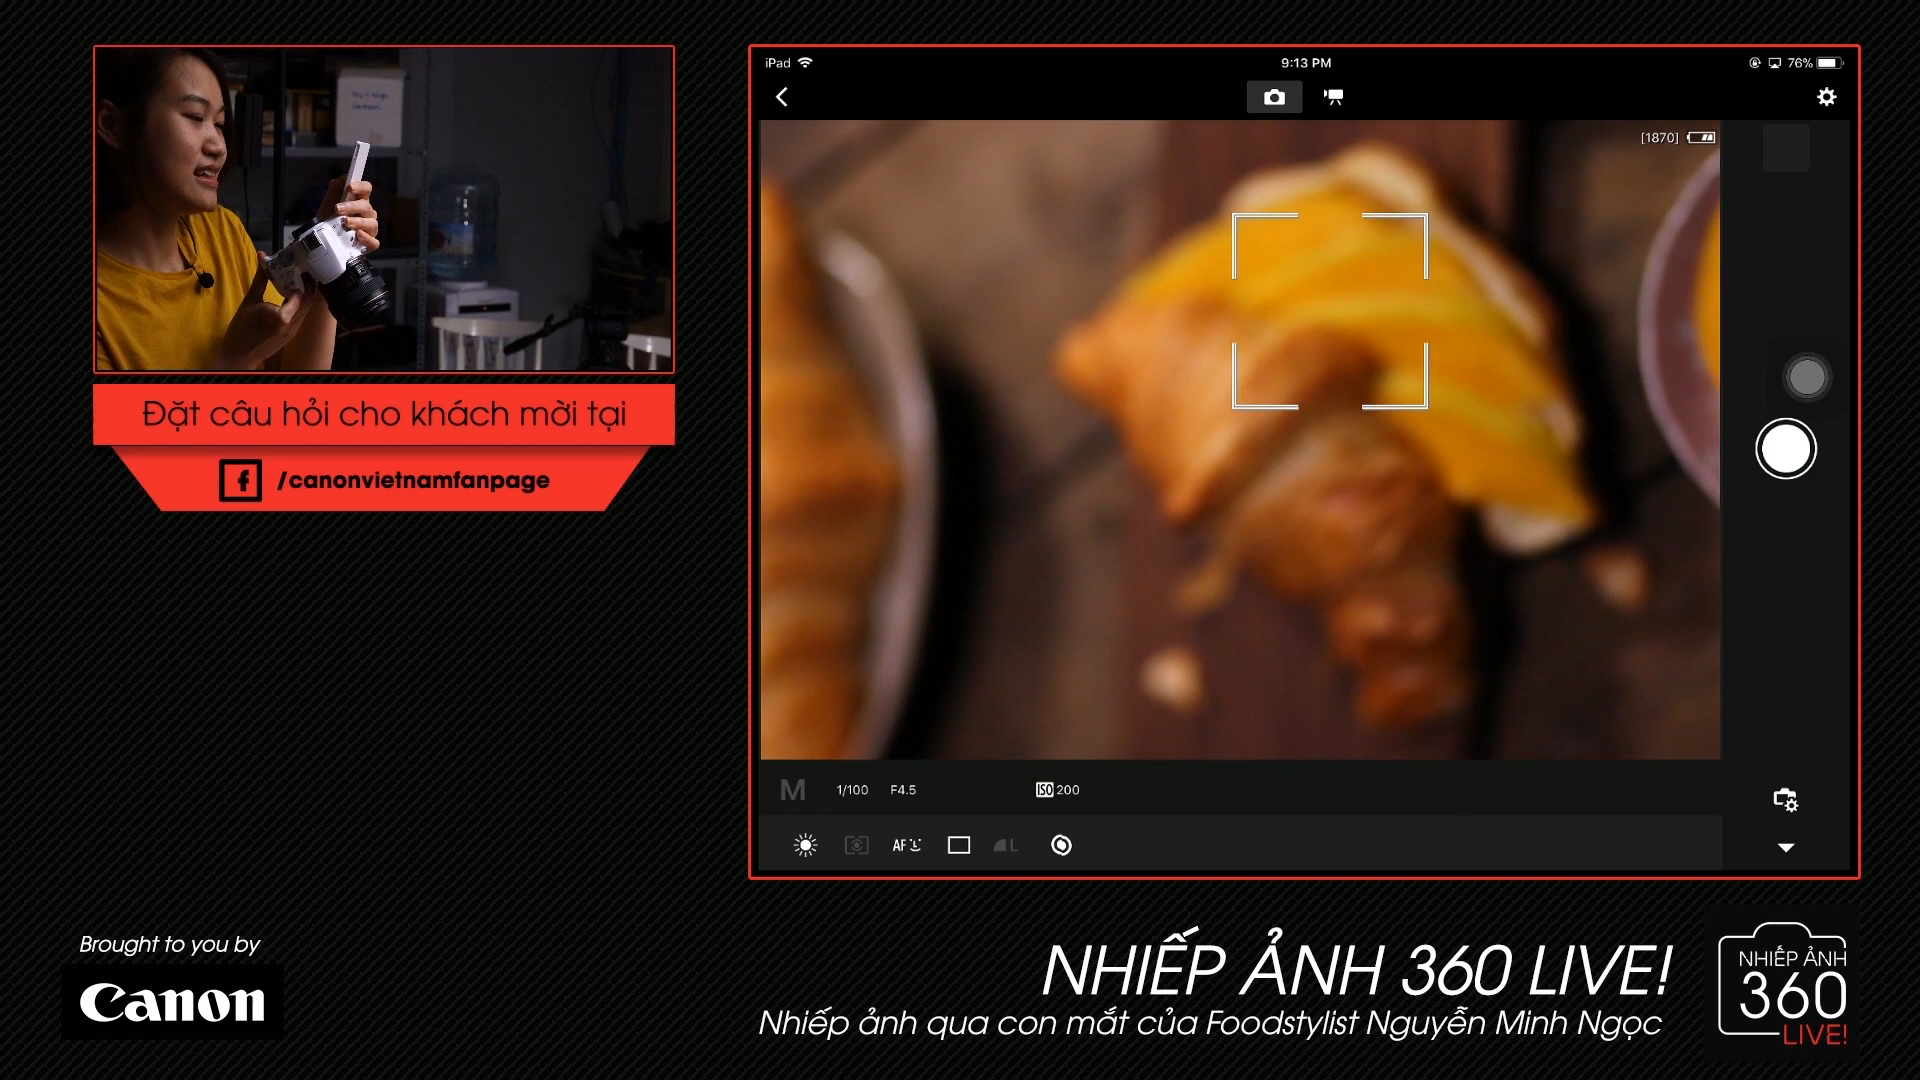 iPad
9:13 PM
76%
[1870]
Đặt câu hỏi cho khách mời tại
f /canonvietnamfanpage
M 1/100 F4.5 ISO 200
AF
L
Brought to you by
Canon
NHIẾP ẢNH 360 LIVE!
Nhiếp ảnh qua con mắt của Foodstylist Nguyễn Minh Ngọc
NHIẾP ẢNH
360
LIVE!